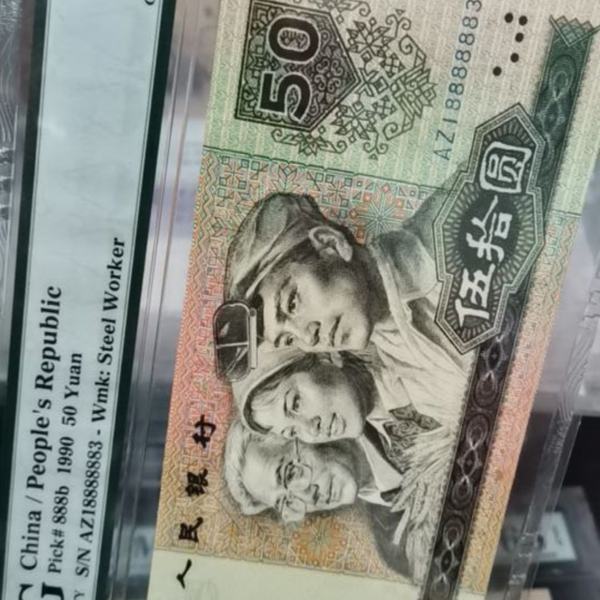 China / People's Republic
Pick# 888b 1990 50 Yuan
S/N AZ18888883 - Wmk: Steel Worker
50
AZ18888883
伍拾圆
人民银行